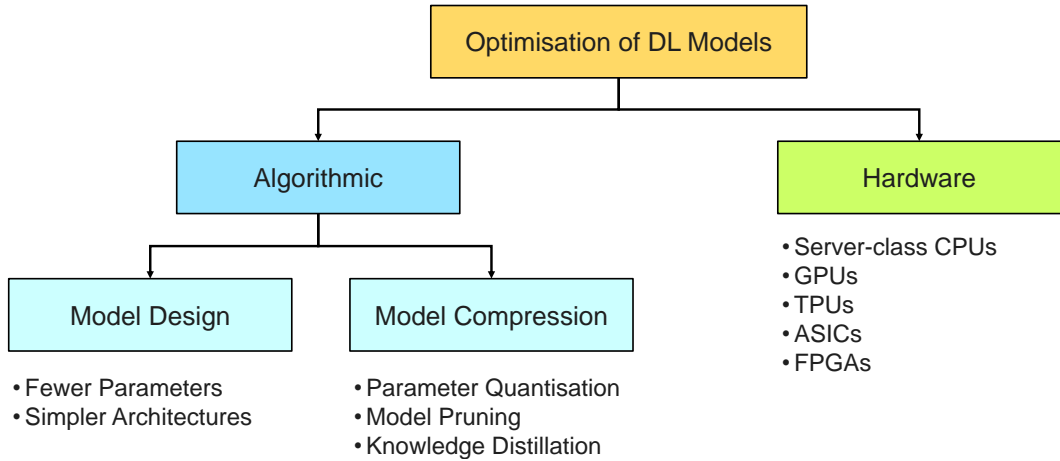 Optimisation of DL Models
Algorithmic
Hardware
Model Design
Model Compression
• Fewer Parameters
• Simpler Architectures
• Parameter Quantisation
• Model Pruning
• Knowledge Distillation
• Server-class CPUs
• GPUs
• TPUs
• ASICs
• FPGAs